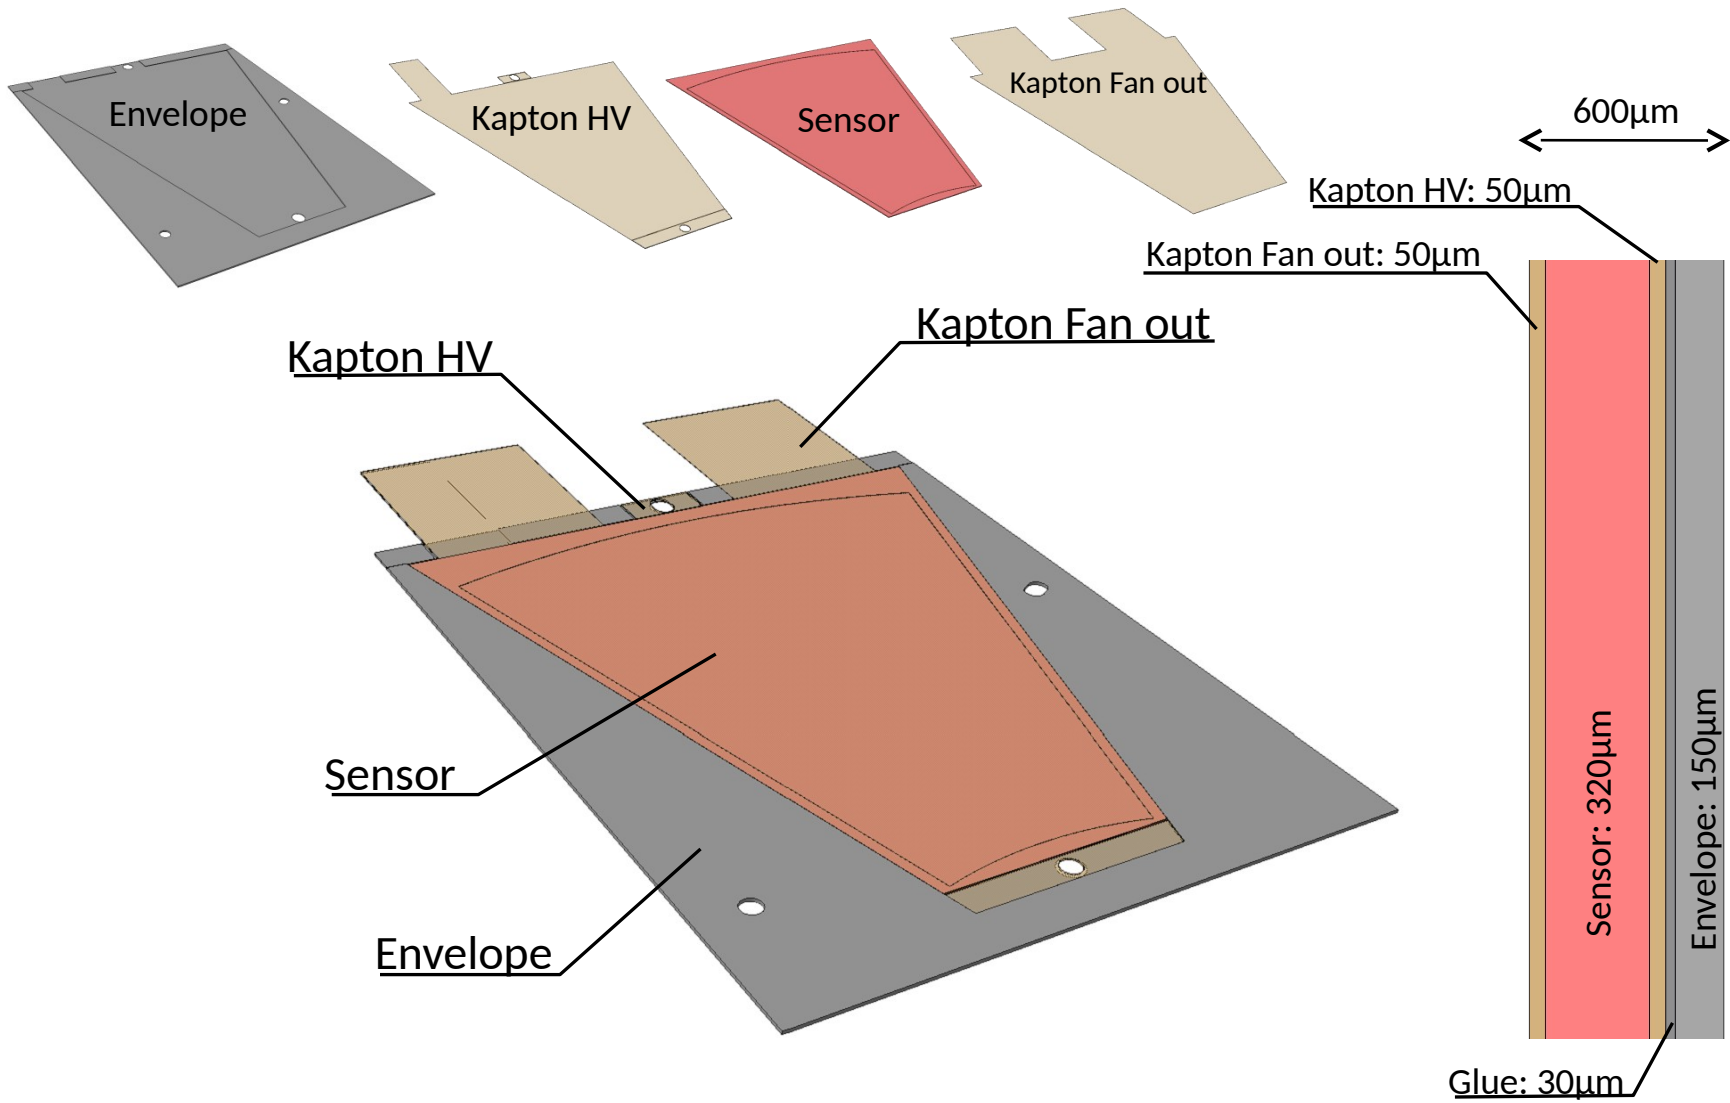 Envelope
Kapton HV
Sensor
Kapton Fan out
600µm
Kapton HV: 50µm
Kapton Fan out: 50µm
Kapton Fan out
Kapton HV
Sensor
Envelope
Sensor: 320µm
Envelope: 150µm
Glue: 30µm